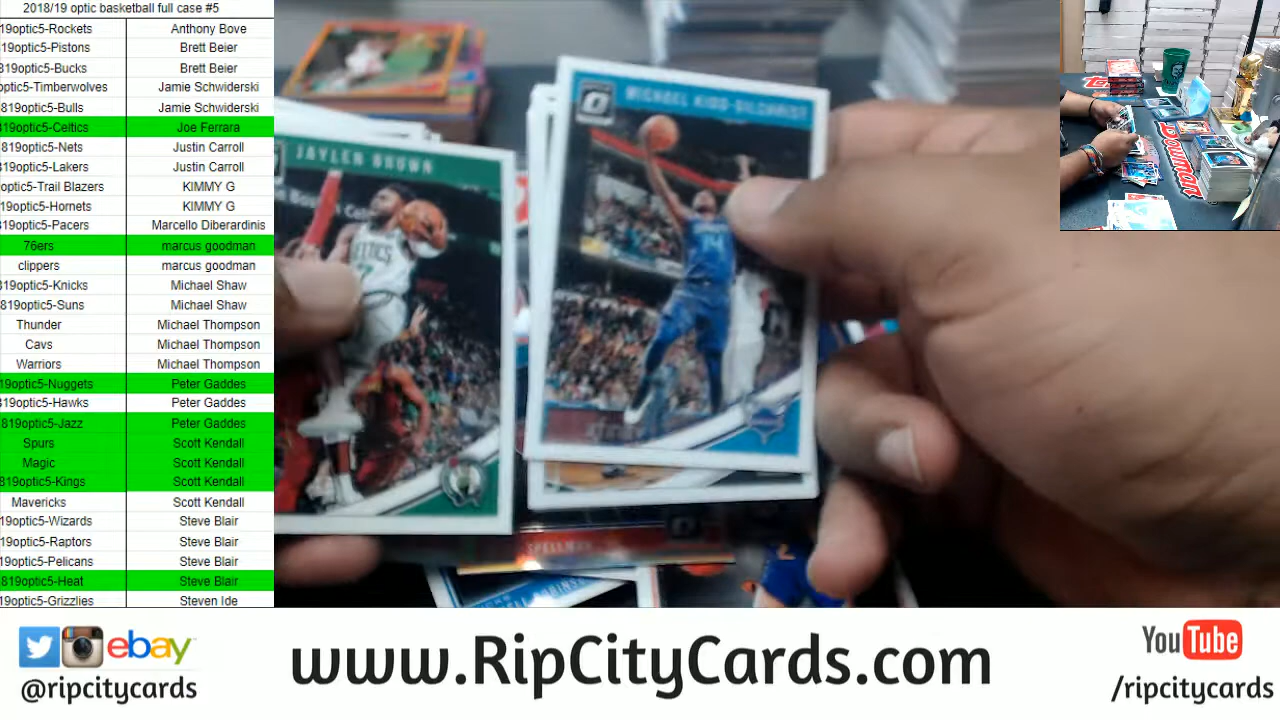 2018/19 optic basketball full case #5
19optic5-Rockets Anthony Bove
819optic5-Pistons Brett Beier
819optic5-Bucks Brett Beier
optic5-Timberwolves Jamie Schwiderski
819optic5-Bulls Jamie Schwiderski
819optic5-Celtics Joe Ferrara
819optic5-Nets Justin Carroll
819optic5-Lakers Justin Carroll
optic5-Trail Blazers KIMMY G
19optic5-Hornets KIMMY G
819optic5-Pacers Marcello Diberardinis
76ers marcus goodman
clippers marcus goodman
819optic5-Knicks Michael Shaw
819optic5-Suns Michael Shaw
Thunder Michael Thompson
Cavs Michael Thompson
Warriors Michael Thompson
19optic5-Nuggets Peter Gaddes
819optic5-Hawks Peter Gaddes
819optic5-Jazz Peter Gaddes
Spurs Scott Kendall
Magic Scott Kendall
819optic5-Kings Scott Kendall
Mavericks Scott Kendall
19optic5-Wizards Steve Blair
19optic5-Raptors Steve Blair
819optic5-Pelicans Steve Blair
819optic5-Heat Steve Blair
19optic5-Grizzlies Steven Ide
JAYLEN BROWN
CELTICS
7
MICHAEL KIDD-GILCHRIST
14
SPELLMAN
ebay
@ripcitycards
www.RipCityCards.com
YouTube
/ripcitycards